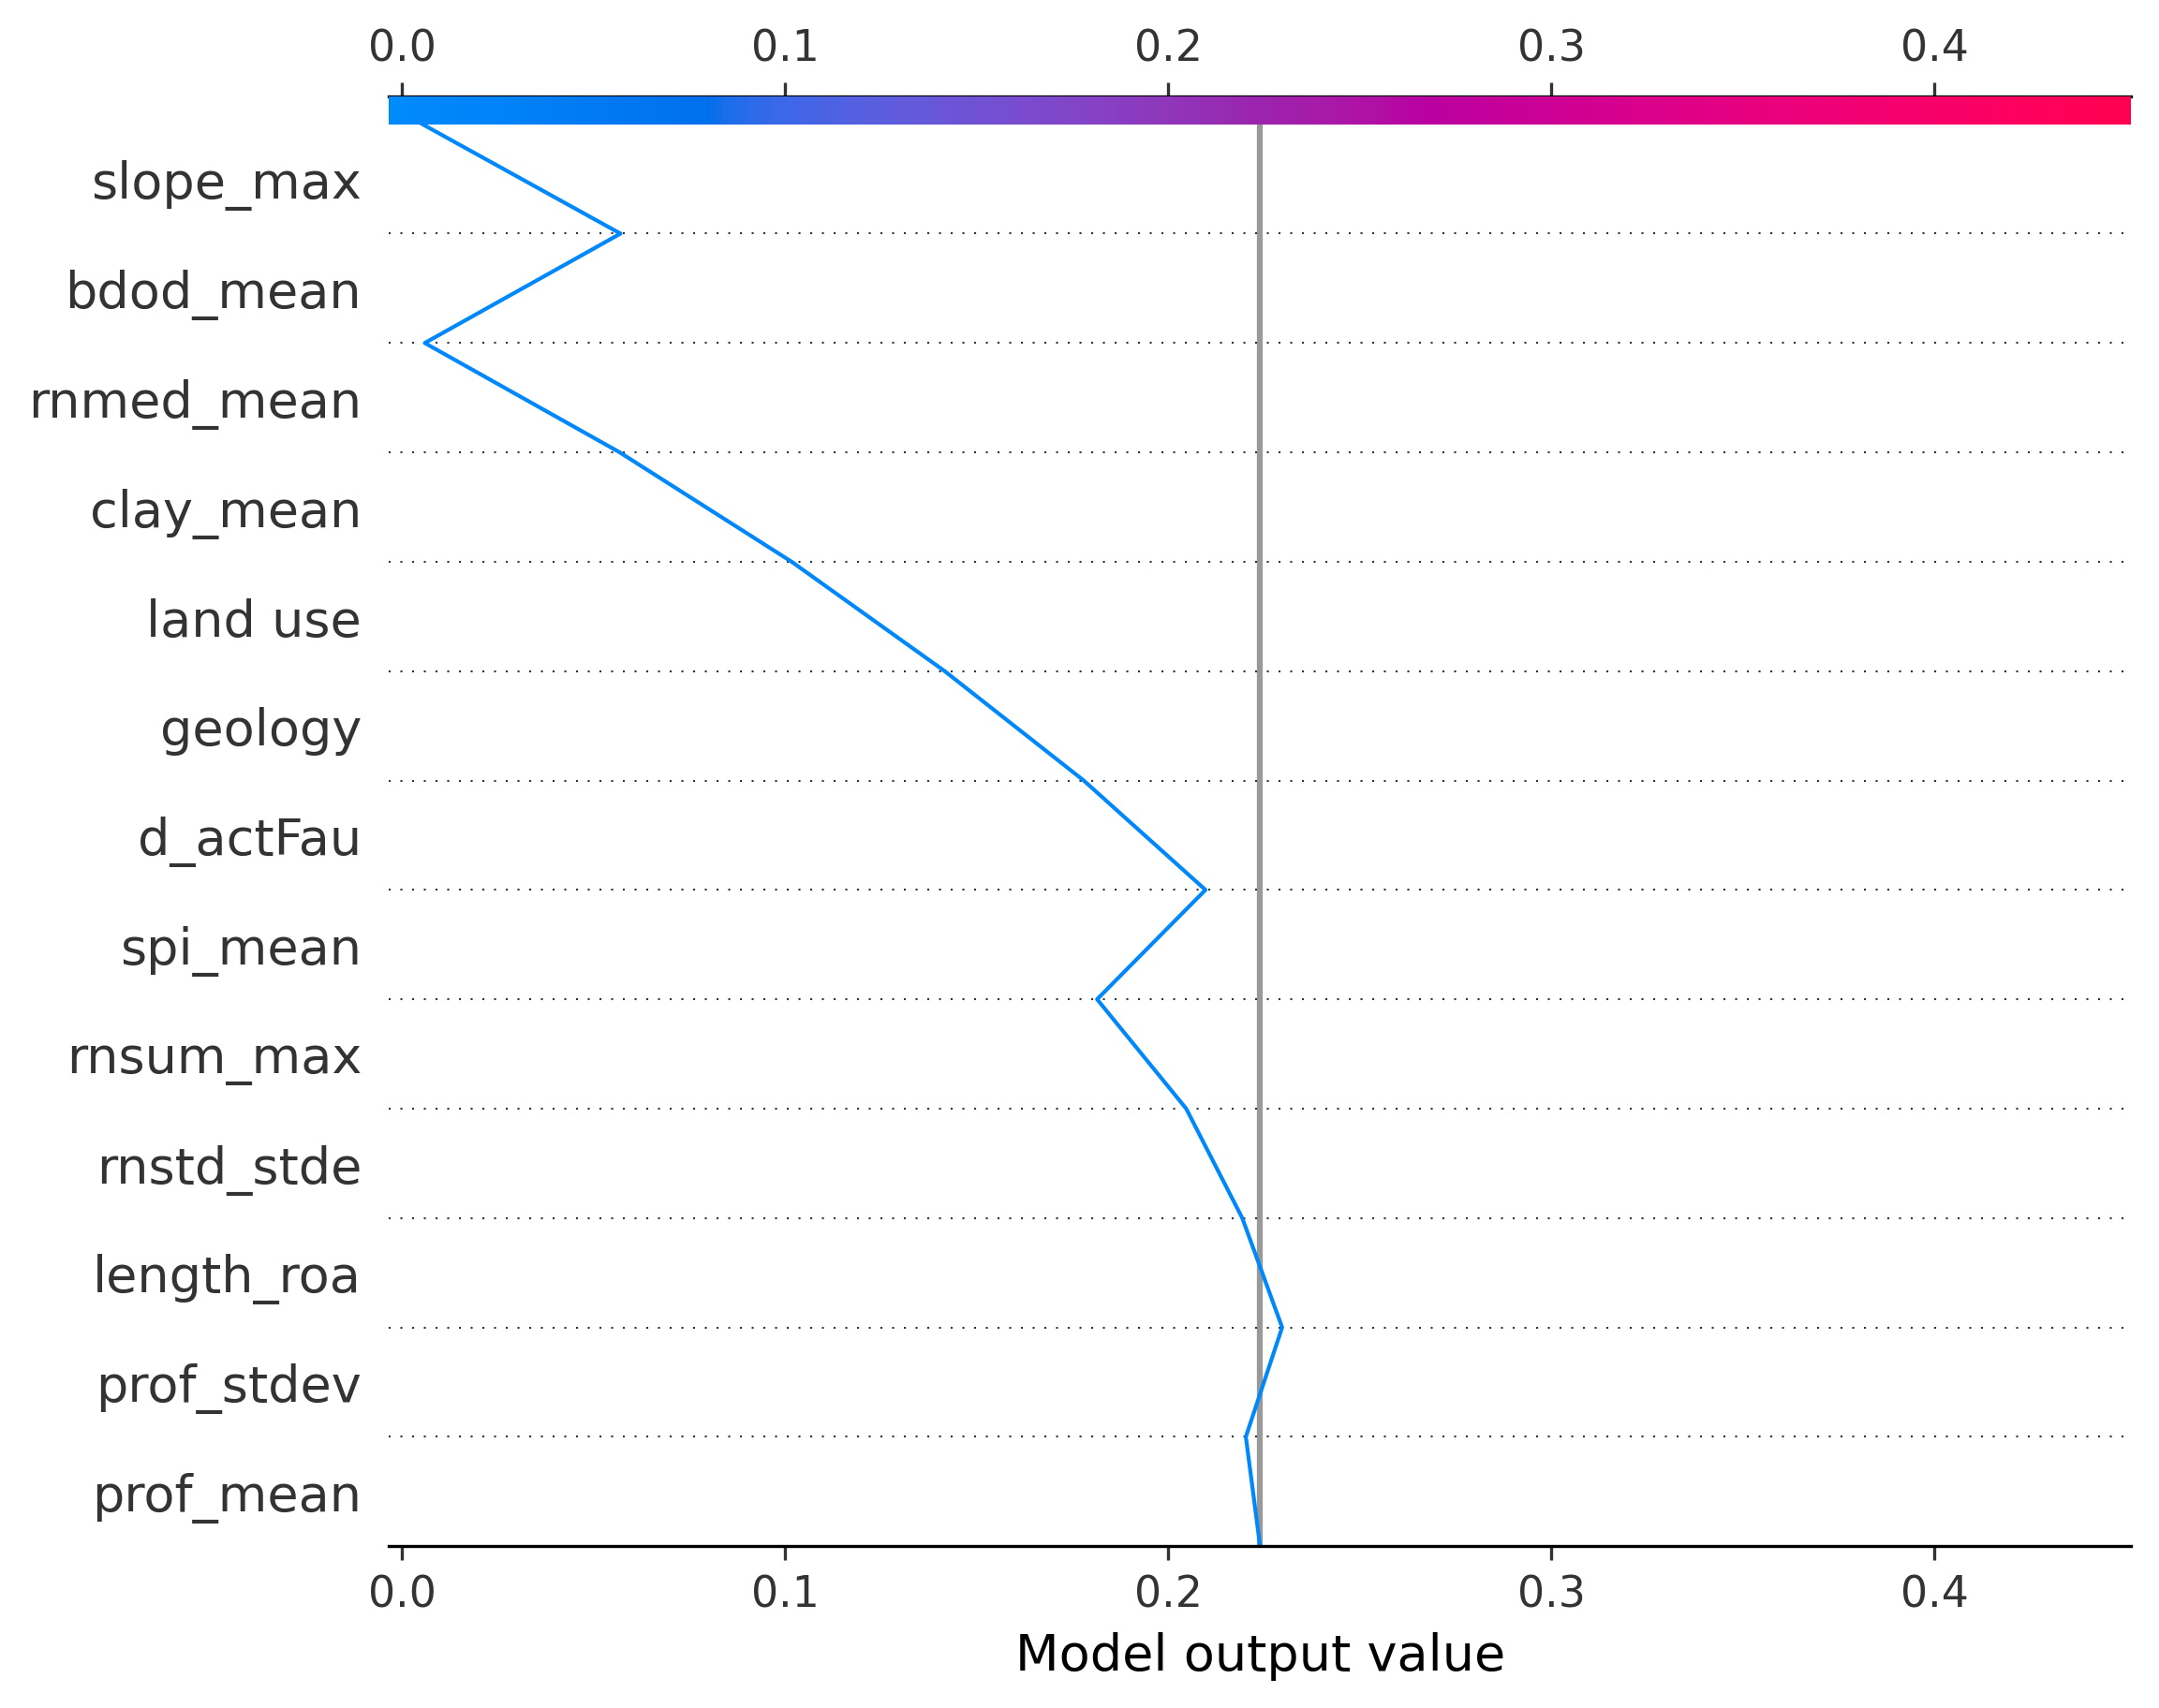 0.0 0.1 0.2 0.3 0.4
slope_max
bdod_mean
rnmed_mean
clay_mean
land use
geology
d_actFau
spi_mean
rnsum_max
rnstd_stde
length_roa
prof_stdev
prof_mean
0.0 0.1 0.2 0.3 0.4
Model output value